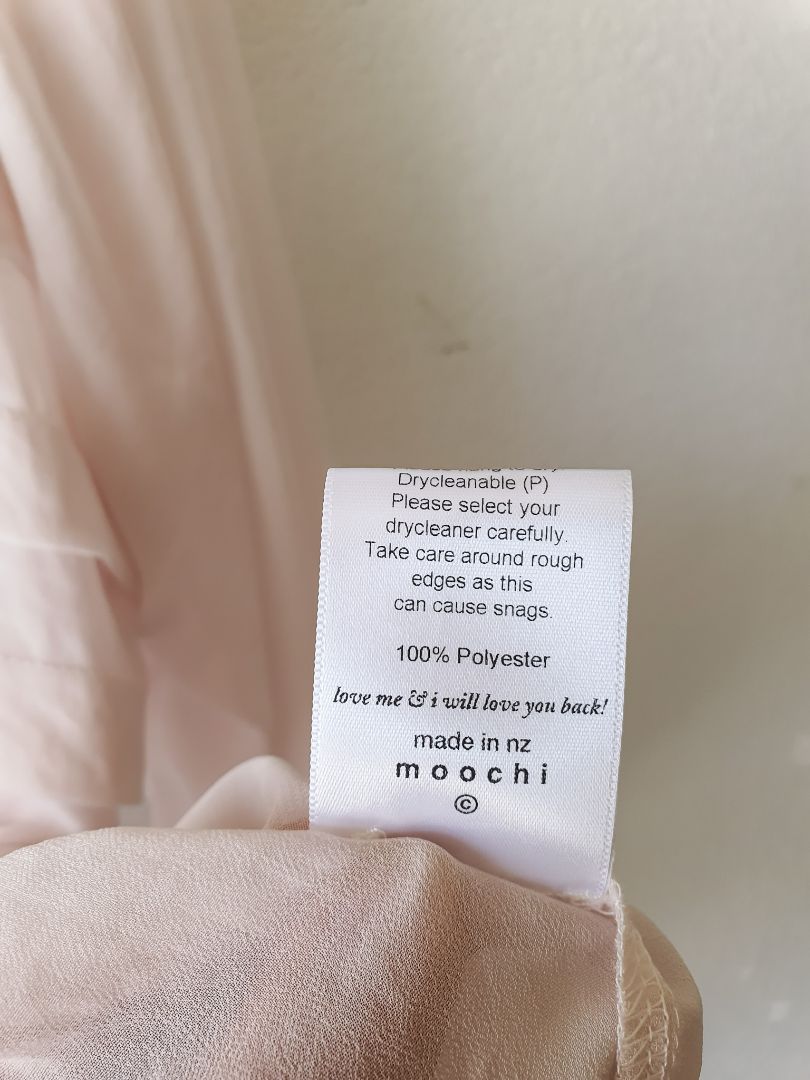 Drycleanable (P)
Please select your
drycleaner carefully.
Take care around rough
edges as this
can cause snags.
100% Polyester
love me & i will love you back!
made in nz
moochi
©